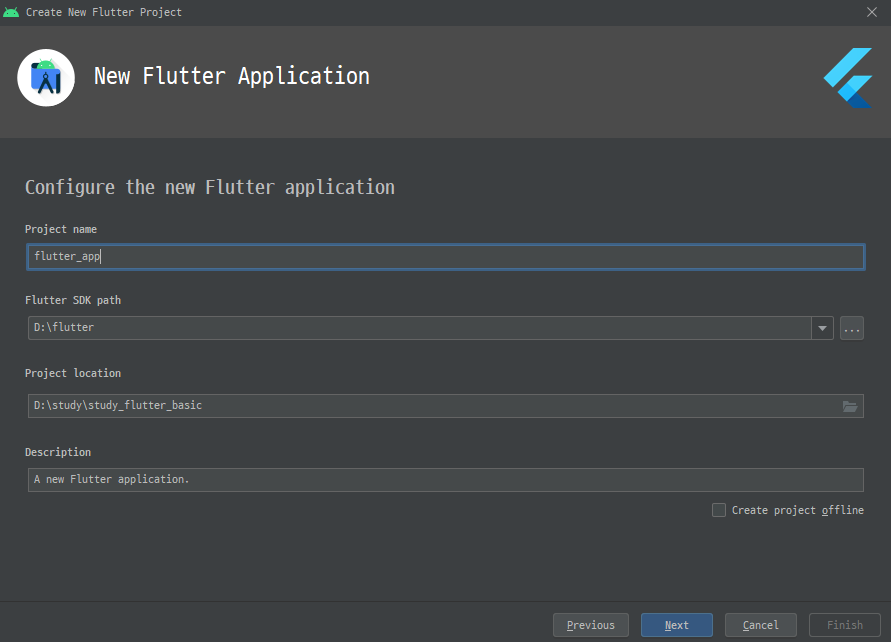 Create New Flutter Project
New Flutter Application
Configure the new Flutter application
Project name
flutter_app
Flutter SDK path
D:\flutter
...
Project location
D:\study\study_flutter_basic
Description
A new Flutter application.
Create project offline
Previous
Next
Cancel
Finish